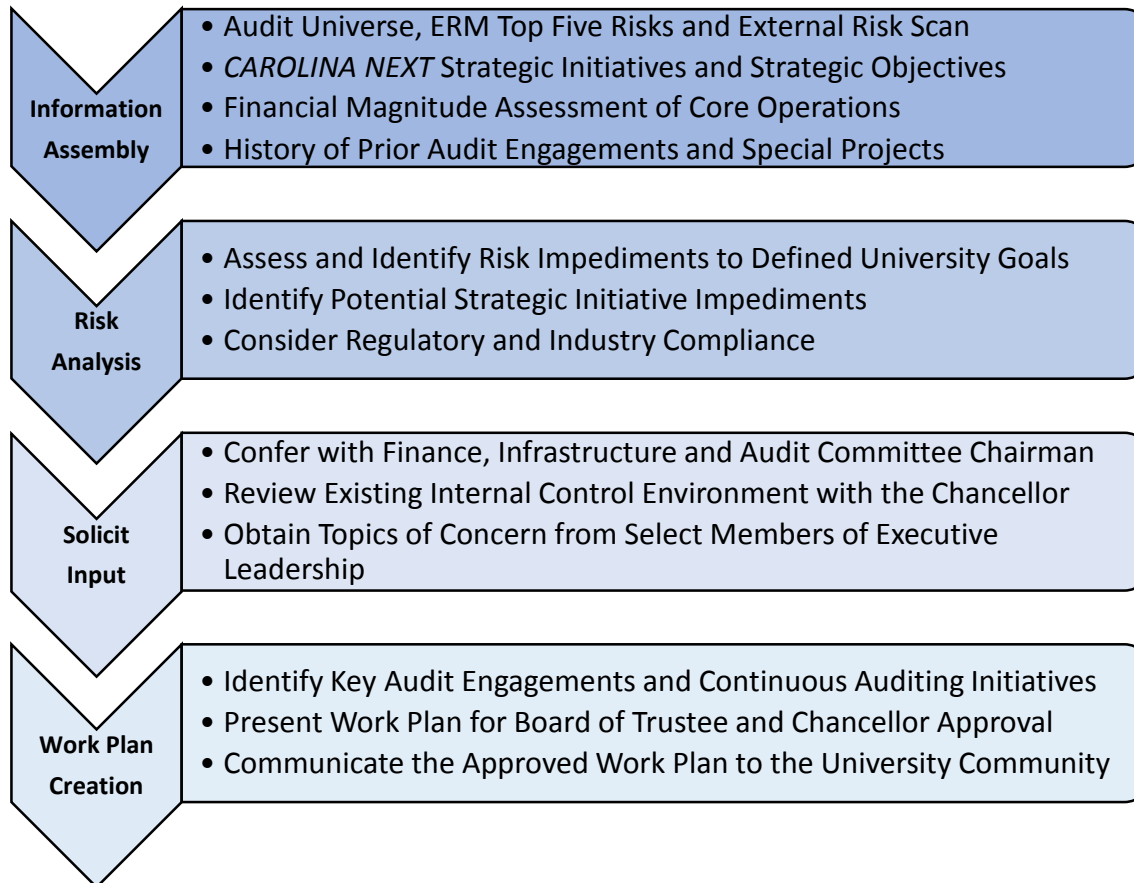 Information
Assembly
• Audit Universe, ERM Top Five Risks and External Risk Scan
• CAROLINA NEXT Strategic Initiatives and Strategic Objectives
• Financial Magnitude Assessment of Core Operations
• History of Prior Audit Engagements and Special Projects
Risk
Analysis
• Assess and Identify Risk Impediments to Defined University Goals
• Identify Potential Strategic Initiative Impediments
• Consider Regulatory and Industry Compliance
Solicit
Input
• Confer with Finance, Infrastructure and Audit Committee Chairman
• Review Existing Internal Control Environment with the Chancellor
• Obtain Topics of Concern from Select Members of Executive
Leadership
Work Plan
Creation
• Identify Key Audit Engagements and Continuous Auditing Initiatives
• Present Work Plan for Board of Trustee and Chancellor Approval
• Communicate the Approved Work Plan to the University Community